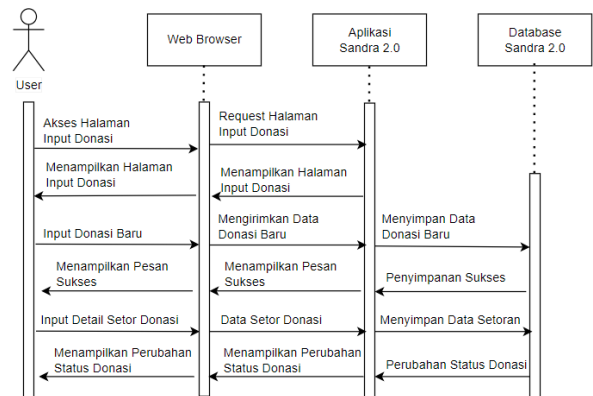 Web Browser
Aplikasi
Sandra 2.0
Database
Sandra 2.0
User
Akses Halaman
Input Donasi
Request Halaman
Input Donasi
Menampilkan Halaman
Input Donasi
Menampilkan Halaman
Input Donasi
Input Donasi Baru
Mengirimkan Data
Donasi Baru
Menyimpan Data
Donasi Baru
Menampilkan Pesan
Sukses
Menampilkan Pesan
Sukses
Penyimpanan Sukses
Input Detail Setor Donasi
Data Setor Donasi
Menyimpan Data Setoran
Menampilkan Perubahan
Status Donasi
Menampilkan Perubahan
Status Donasi
Perubahan Status Donasi